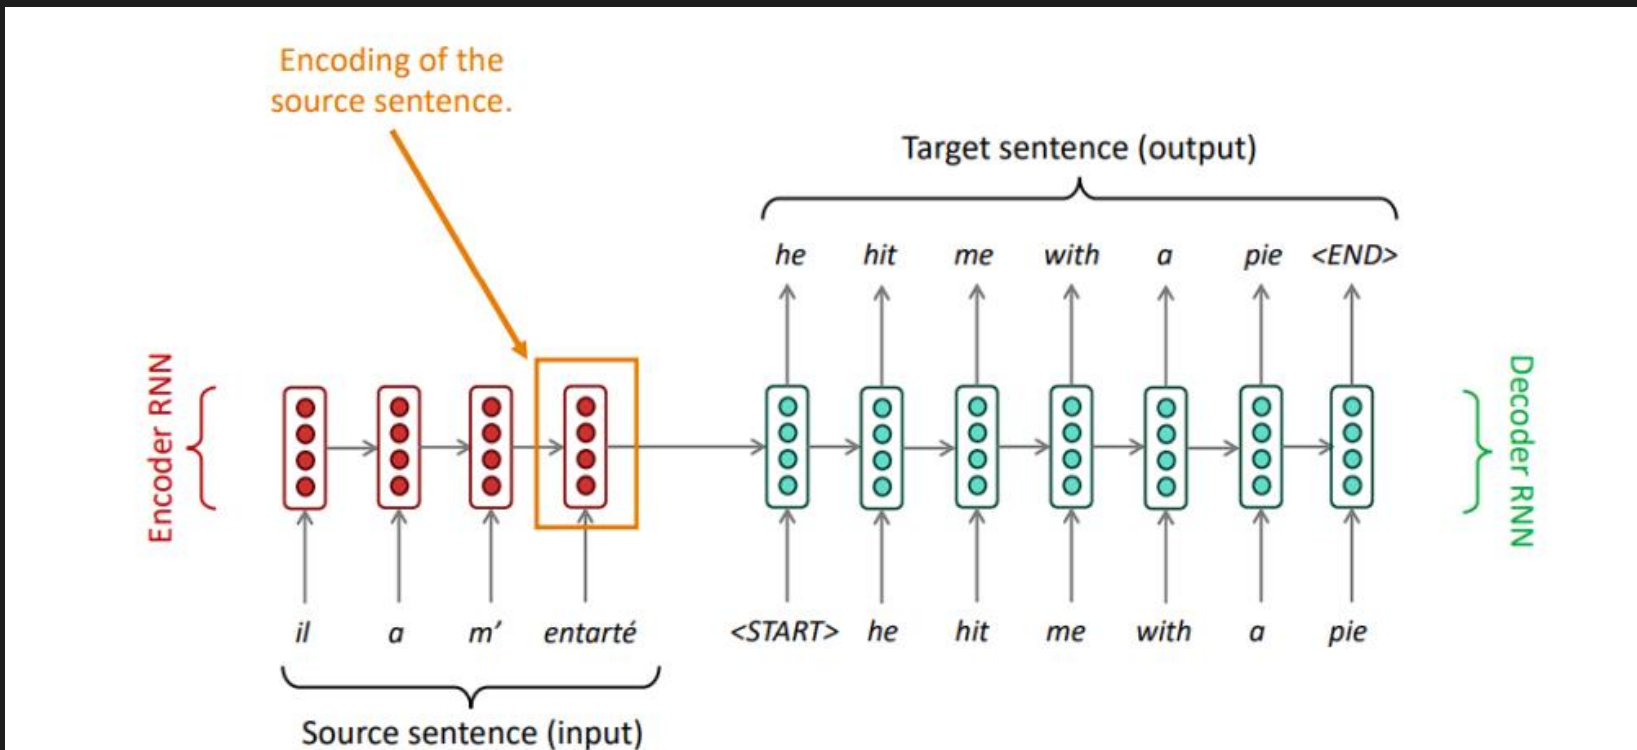 Encoding of the
source sentence.
Target sentence (output)
he hit me with a pie <END>
Encoder RNN
Decoder RNN
il a m’ entarté <START> he hit me with a pie
Source sentence (input)